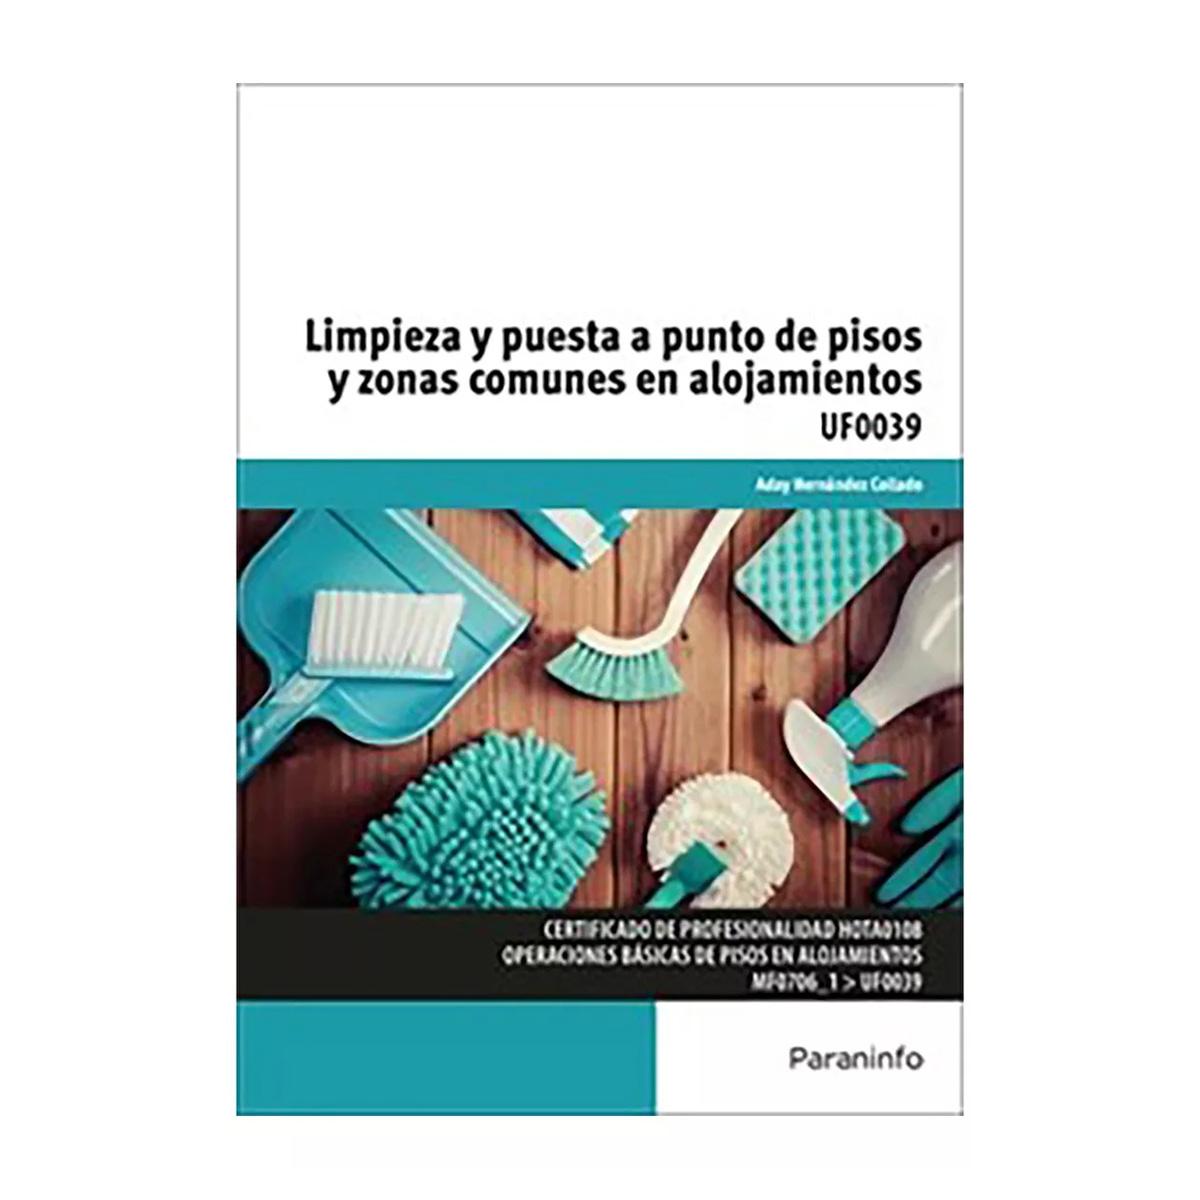 Limpieza y puesta a punto de pisos
y zonas comunes en alojamientos
UF0039
Aday Hernández Collado
CERTIFICADO DE PROFESIONALIDAD HOTA0108
OPERACIONES BÁSICAS DE PISOS EN ALOJAMIENTOS
MF0706_1 > UF0039
Paraninfo